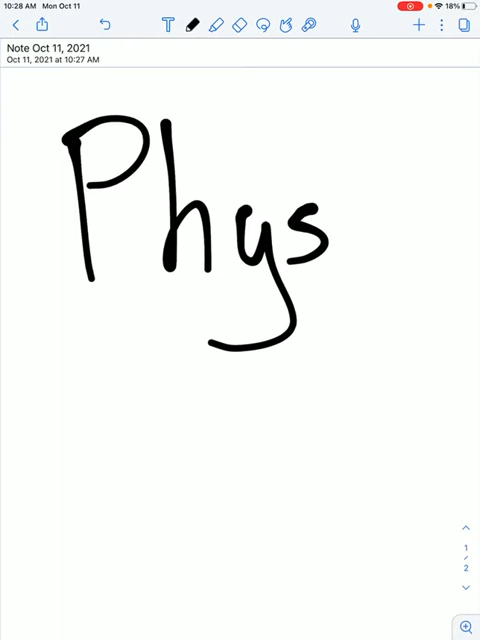 10:28 AM Mon Oct 11
18%
T
Note Oct 11, 2021
Oct 11, 2021 at 10:27 AM
Phys
1
/
2